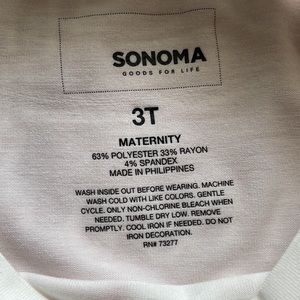 SONOMA
GOODS FOR LIFE
3T
MATERNITY
63% POLYESTER 33% RAYON
4% SPANDEX
MADE IN PHILIPPINES
WASH INSIDE OUT BEFORE WEARING. MACHINE
WASH COLD WITH LIKE COLORS. GENTLE
CYCLE. ONLY NON-CHLORINE BLEACH WHEN
NEEDED. TUMBLE DRY LOW. REMOVE
PROMPTLY. COOL IRON IF NEEDED. DO NOT
IRON DECORATION.
RN# 73277